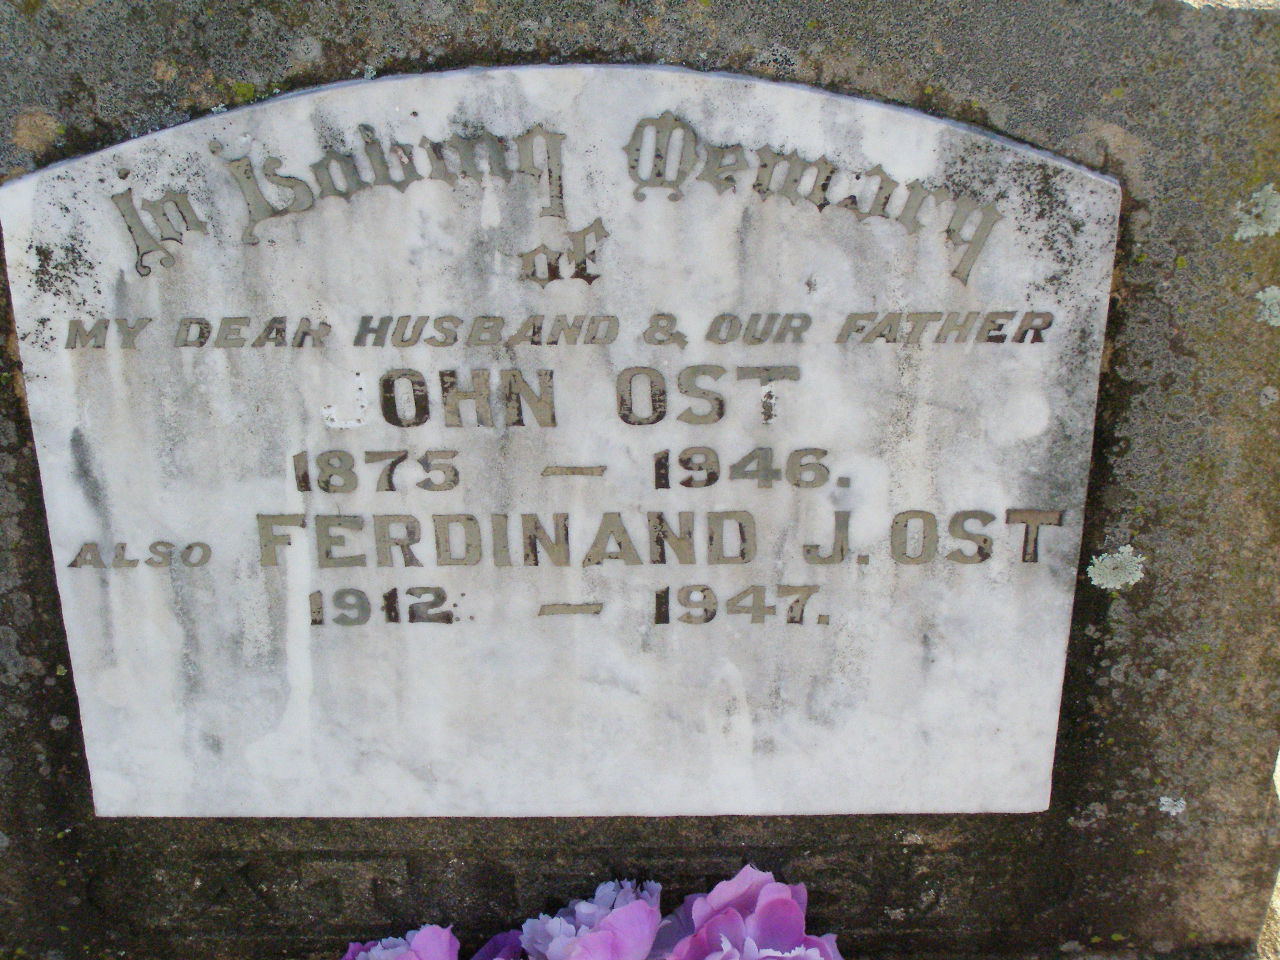 In Loving Memory
of
MY DEAR HUSBAND & OUR FATHER
JOHN OST
1875 — 1946.
ALSO FERDINAND J. OST
1912. — 1947.